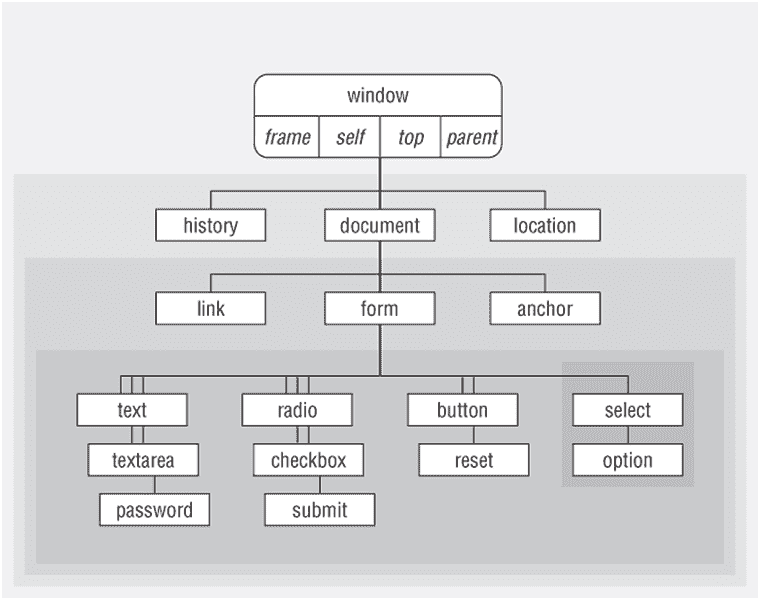 window
frame self top parent
history document location
link form anchor
text radio button select
textarea checkbox reset option
password submit